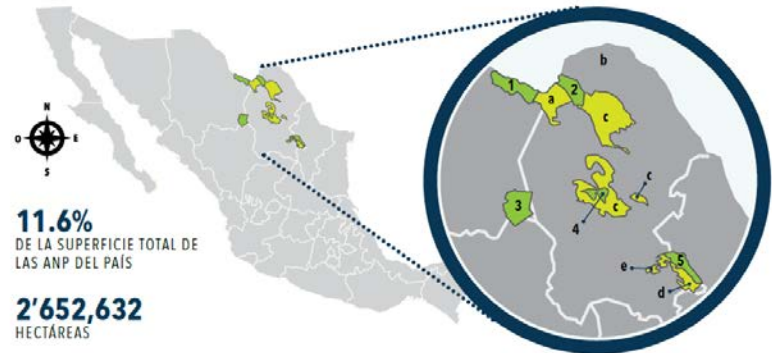 N
O E
S
11.6%
DE LA SUPERFICIE TOTAL DE
LAS ANP DEL PAÍS
2'652,632
HECTÁREAS
b
1
a
2
c
c
3
4
c
e
5
d